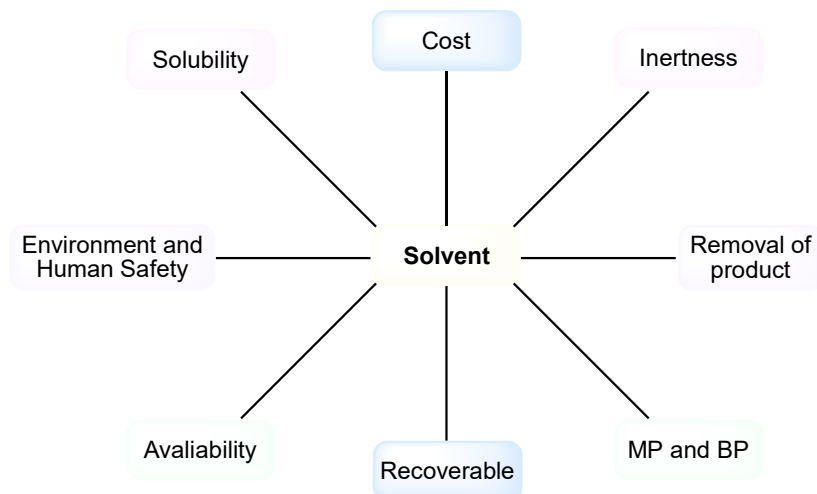 Cost
Solubility
Inertness
Environment and
Human Safety
Solvent
Removal of
product
Avaliability
Recoverable
MP and BP